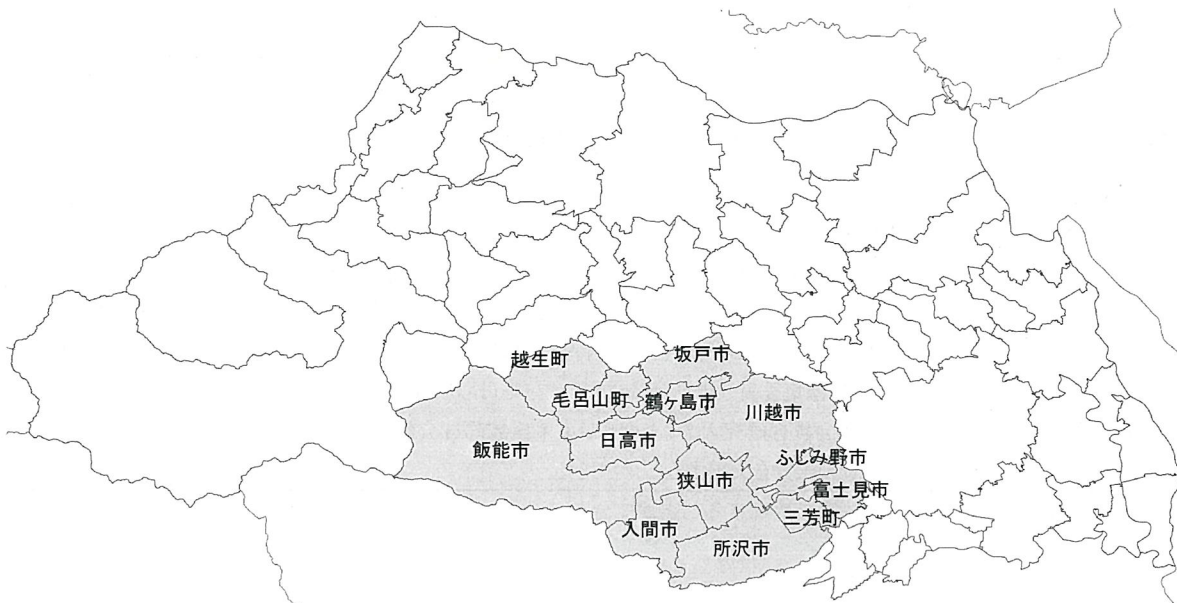 越生町
坂戸市
毛呂山町
鶴ヶ島市
川越市
飯能市
日高市
ふじみ野市
狭山市
富士見市
三芳町
入間市
所沢市